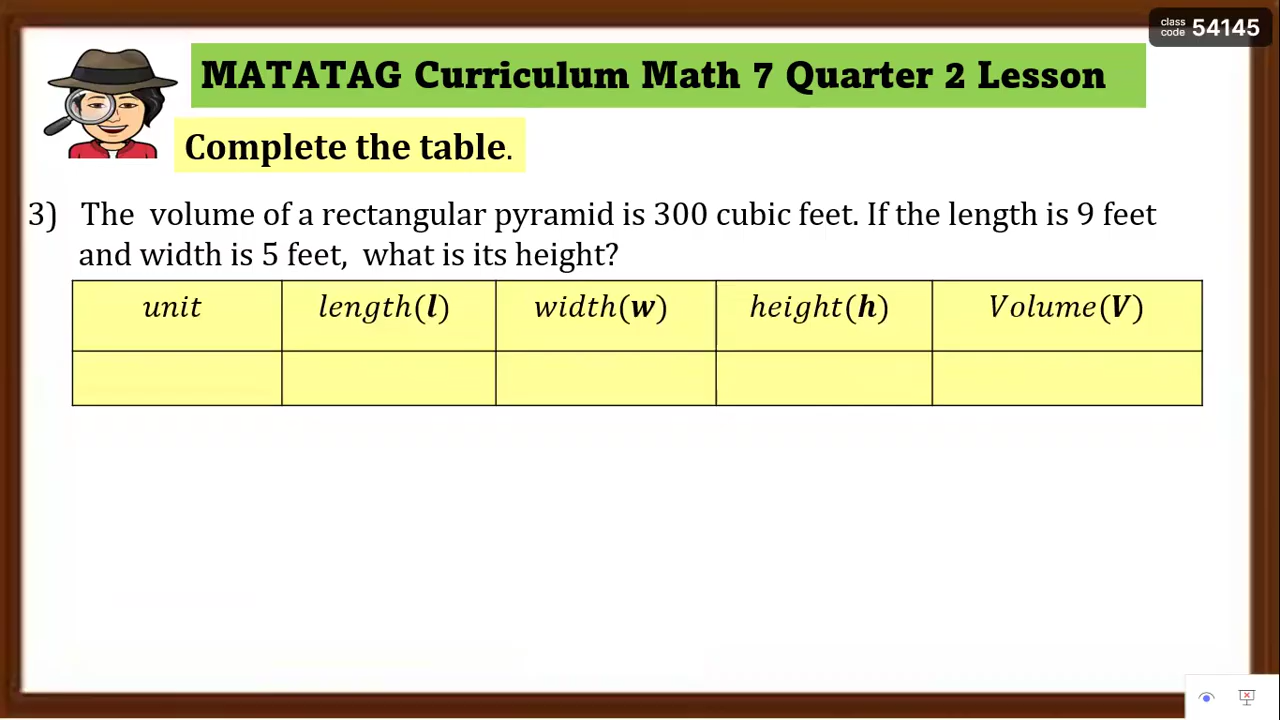 class code 54145
MATATAG Curriculum Math 7 Quarter 2 Lesson
Complete the table.
3) The volume of a rectangular pyramid is 300 cubic feet. If the length is 9 feet
and width is 5 feet, what is its height?
unit length(l) width(w) height(h) Volume(V)